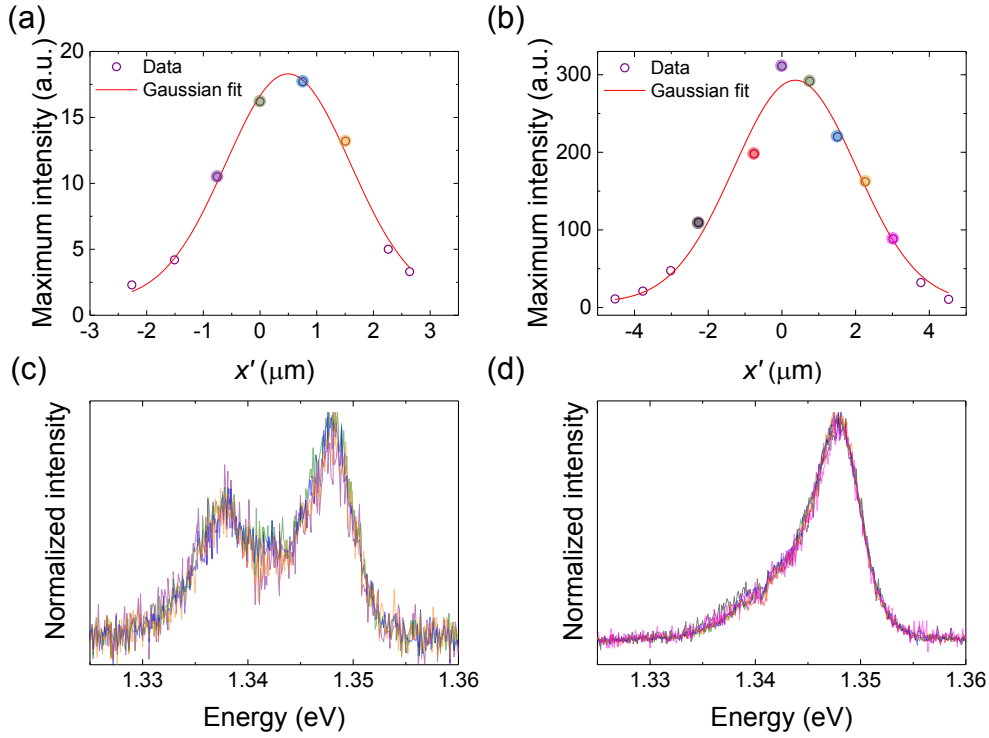 (a)
Maximum intensity (a.u.)
20
15
10
5
0
Data
Gaussian fit
-3 -2 -1 0 1 2 3
x' (μm)
(b)
Maximum intensity (a.u.)
300
200
100
0
Data
Gaussian fit
-4 -2 0 2 4
x' (μm)
(c)
Normalized intensity
1.33 1.34 1.35 1.36
Energy (eV)
(d)
Normalized intensity
1.33 1.34 1.35 1.36
Energy (eV)